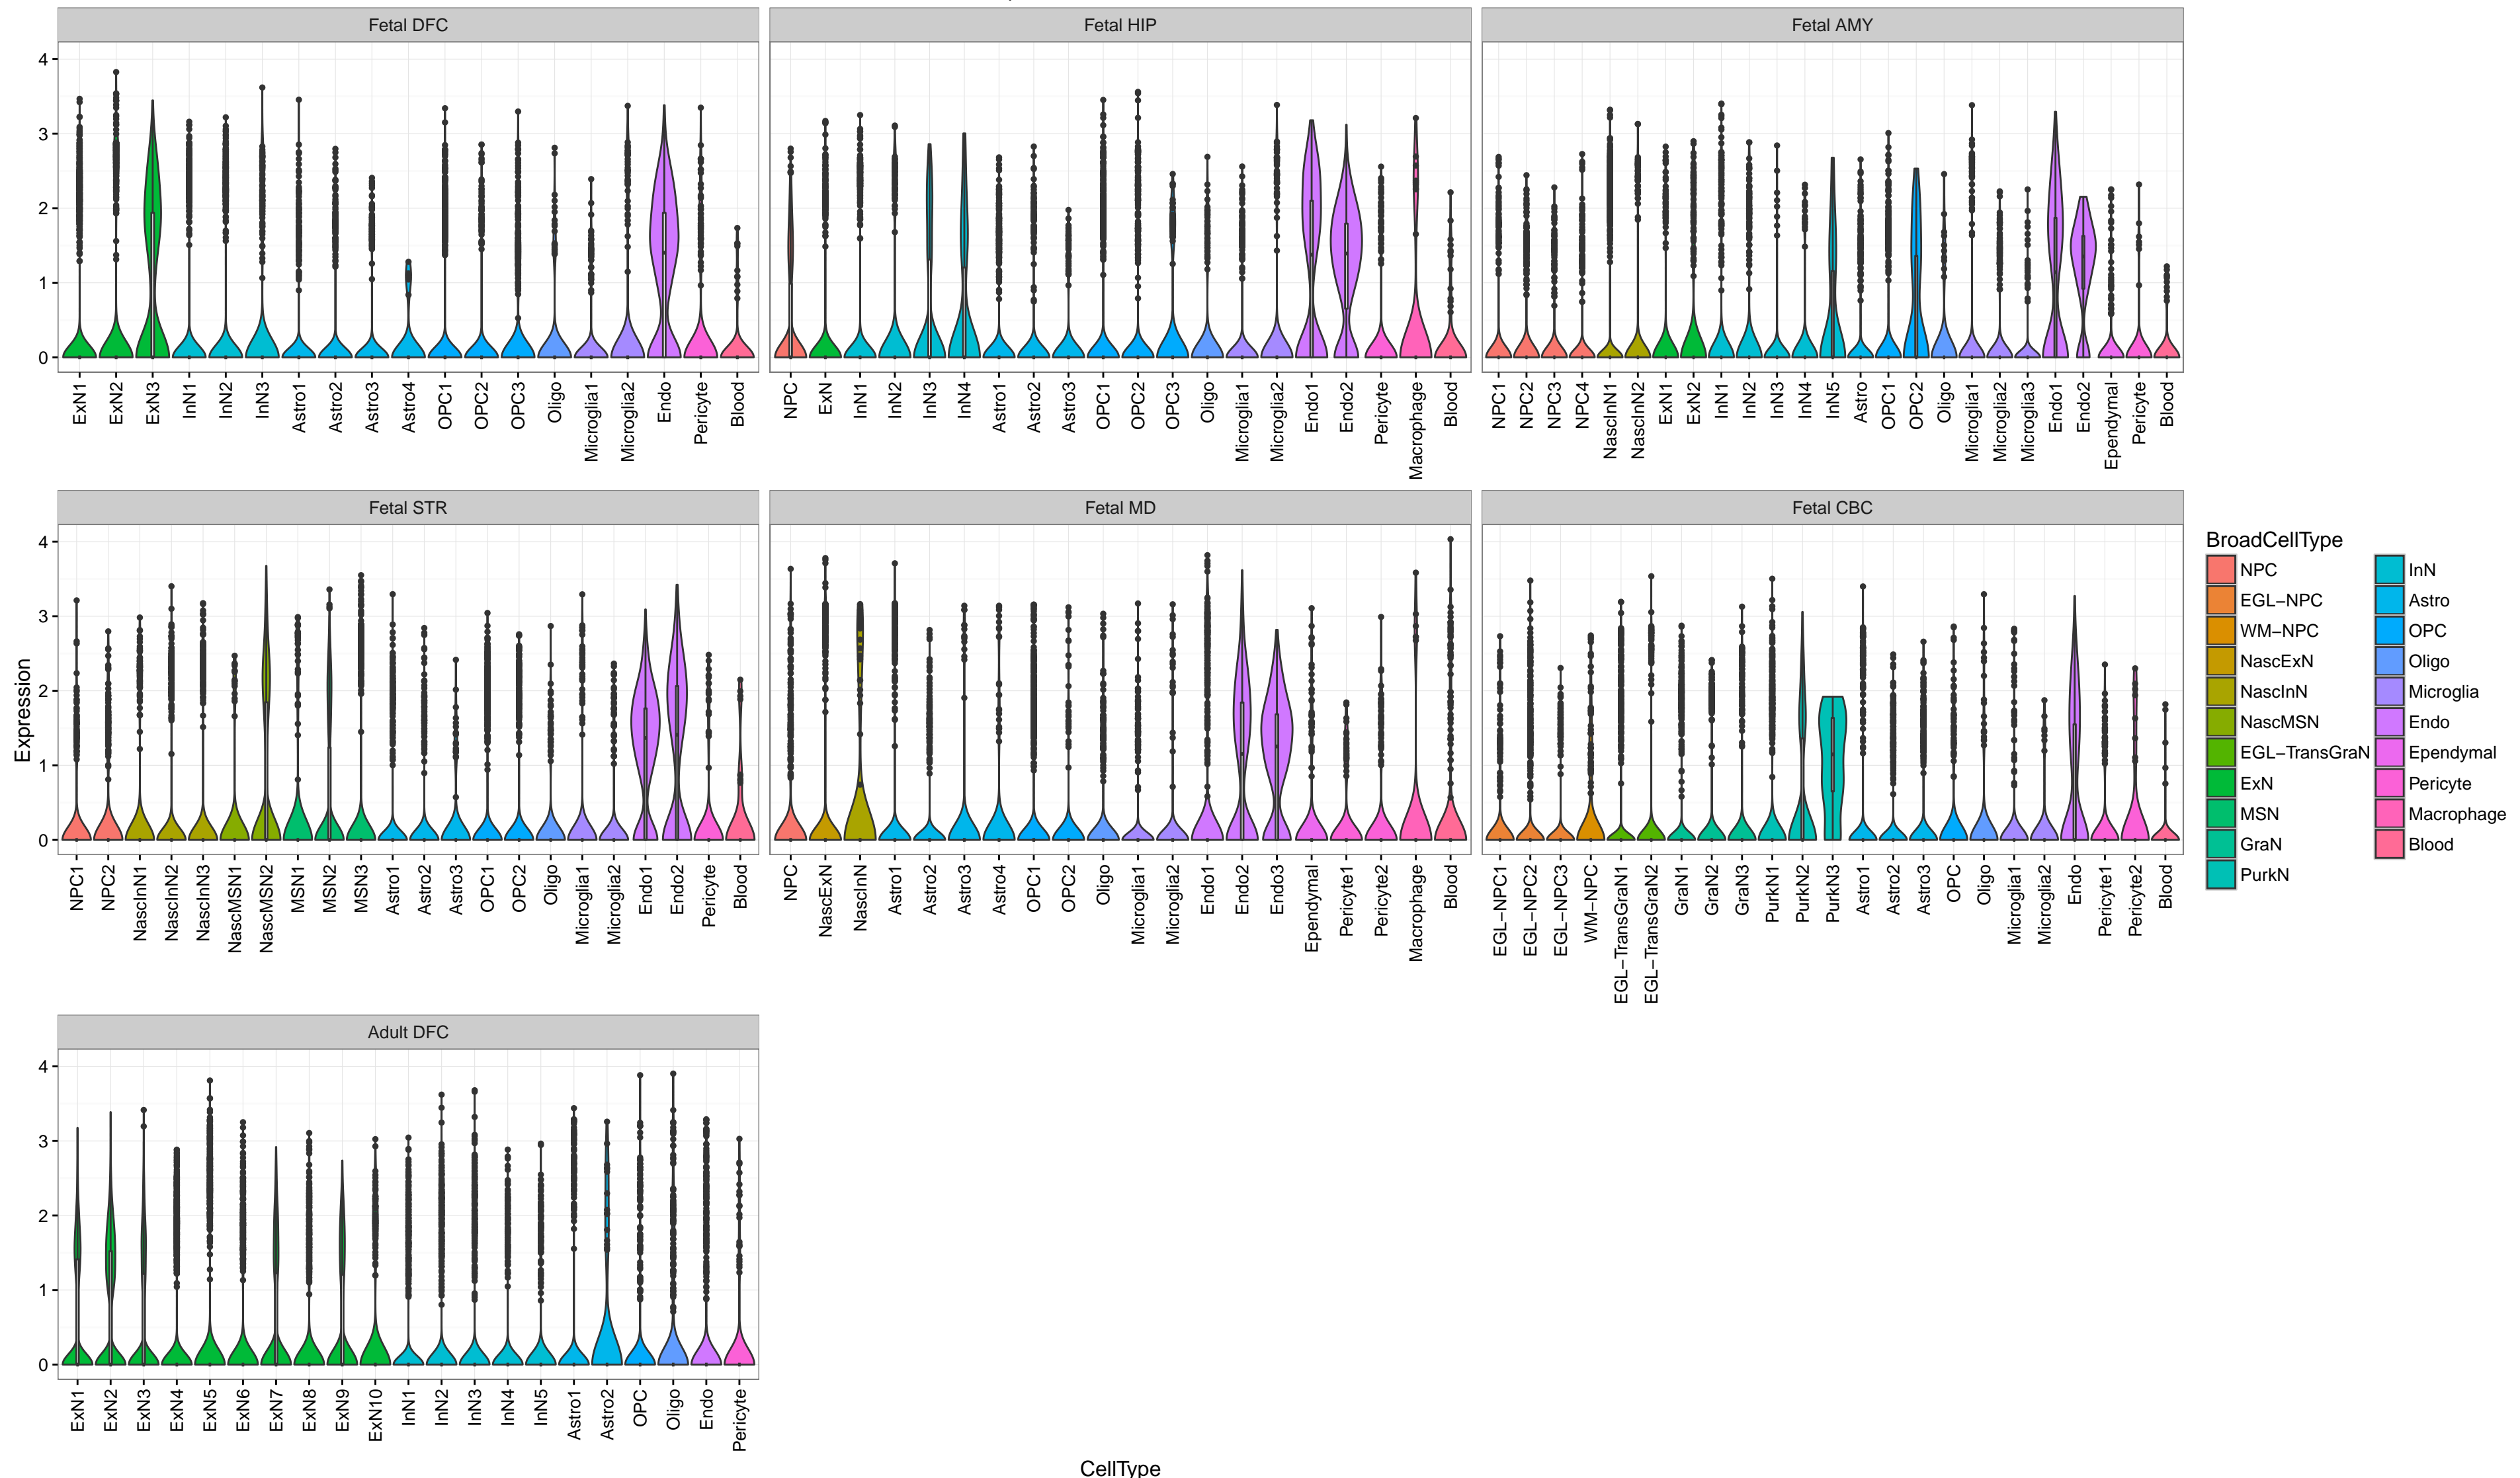 Fetal DFC
Fetal HIP
Fetal AMY
4
3
2
1
0
ExN1 ExN2 ExN3 InN1 InN2 InN3 Astro1 Astro2 Astro3 Astro4 OPC1 OPC2 OPC3 Oligo Microglia1 Microglia2 Endo Pericyte Blood
NPC ExN InN1 InN2 InN3 InN4 Astro1 Astro2 Astro3 OPC1 OPC2 OPC3 Oligo Microglia1 Microglia2 Endo1 Endo2 Pericyte Macrophage Blood
NPC1 NPC2 NPC3 NPC4 NascInN1 NascInN2 ExN1 ExN2 InN1 InN2 InN3 InN4 InN5 Astro OPC1 OPC2 Oligo Microglia1 Microglia2 Microglia3 Endo1 Endo2 Ependymal Pericyte Blood
Fetal STR
Fetal MD
Fetal CBC
Expression
4
3
2
1
0
NPC1 NPC2 NascInN1 NascInN2 NascInN3 NascMSN1 NascMSN2 MSN1 MSN2 MSN3 Astro1 Astro2 Astro3 OPC1 OPC2 Oligo Microglia1 Microglia2 Endo1 Endo2 Pericyte Blood
NPC NascExN NascInN Astro1 Astro2 Astro3 Astro4 OPC1 OPC2 Oligo Microglia1 Microglia2 Endo1 Endo2 Endo3 Ependymal Pericyte1 Pericyte2 Macrophage Blood
EGL−NPC1 EGL−NPC2 EGL−NPC3 WM−NPC EGL−TransGraN1 EGL−TransGraN2 GraN1 GraN2 GraN3 PurkN1 PurkN2 PurkN3 Astro1 Astro2 Astro3 OPC Oligo Microglia1 Microglia2 Endo Pericyte1 Pericyte2 Blood
BroadCellType
NPC
EGL−NPC
WM−NPC
NascExN
NascInN
NascMSN
EGL−TransGraN
ExN
MSN
GraN
PurkN
InN
Astro
OPC
Oligo
Microglia
Endo
Ependymal
Pericyte
Macrophage
Blood
Adult DFC
4
3
2
1
0
ExN1 ExN2 ExN3 ExN4 ExN5 ExN6 ExN7 ExN8 ExN9 ExN10 InN1 InN2 InN3 InN4 InN5 Astro1 Astro2 OPC Oligo Endo Pericyte
CellType